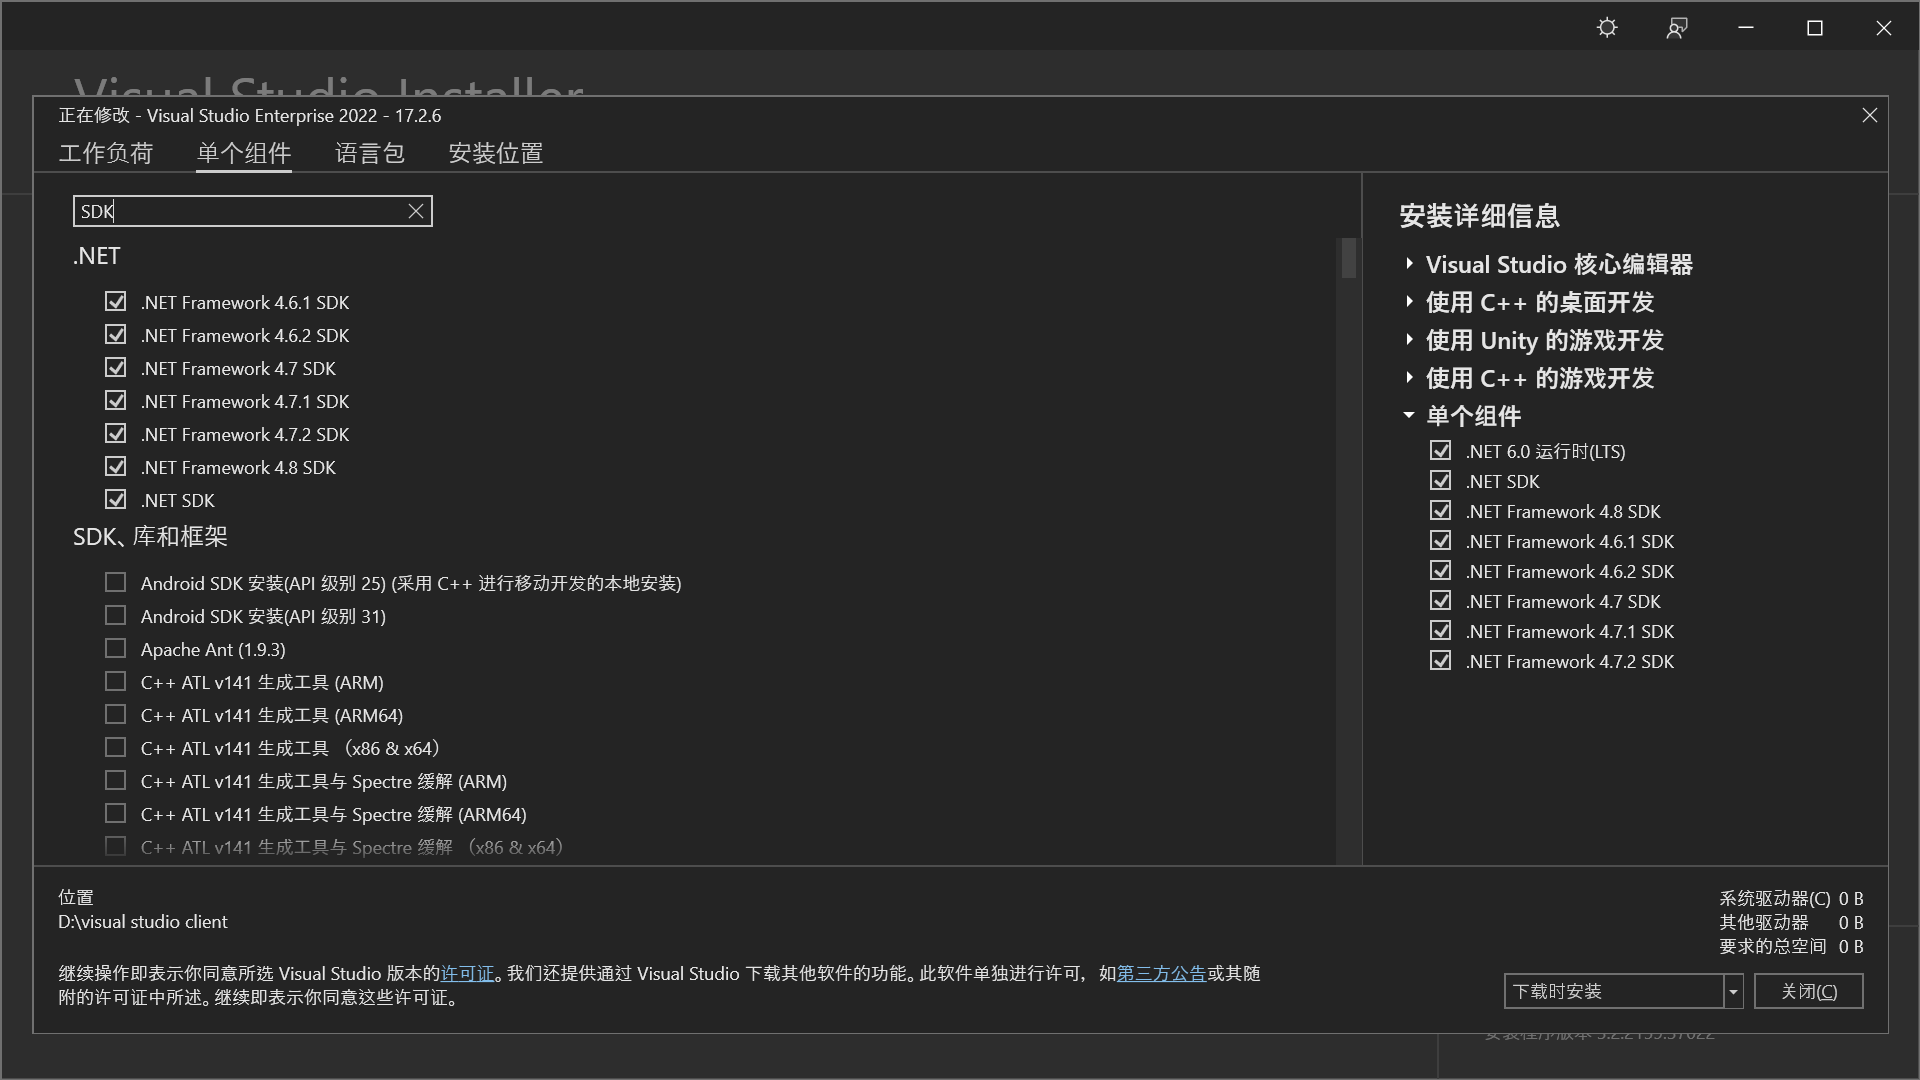 Visual Studio Installer
正在修改 - Visual Studio Enterprise 2022 - 17.2.6
工作负荷 单个组件 语言包 安装位置
SDK
.NET
.NET Framework 4.6.1 SDK
.NET Framework 4.6.2 SDK
.NET Framework 4.7 SDK
.NET Framework 4.7.1 SDK
.NET Framework 4.7.2 SDK
.NET Framework 4.8 SDK
.NET SDK
SDK、库和框架
Android SDK 安装(API 级别 25) (采用 C++ 进行移动开发的本地安装)
Android SDK 安装(API 级别 31)
Apache Ant (1.9.3)
C++ ATL v141 生成工具 (ARM)
C++ ATL v141 生成工具 (ARM64)
C++ ATL v141 生成工具 （x86 & x64）
C++ ATL v141 生成工具与 Spectre 缓解 (ARM)
C++ ATL v141 生成工具与 Spectre 缓解 (ARM64)
C++ ATL v141 生成工具与 Spectre 缓解 （x86 & x64）
安装详细信息
Visual Studio 核心编辑器
使用 C++ 的桌面开发
使用 Unity 的游戏开发
使用 C++ 的游戏开发
单个组件
.NET 6.0 运行时(LTS)
.NET SDK
.NET Framework 4.8 SDK
.NET Framework 4.6.1 SDK
.NET Framework 4.6.2 SDK
.NET Framework 4.7 SDK
.NET Framework 4.7.1 SDK
.NET Framework 4.7.2 SDK
位置
D:\visual studio client
继续操作即表示你同意所选 Visual Studio 版本的许可证。我们还提供通过 Visual Studio 下载其他软件的功能。此软件单独进行许可，如第三方公告或其随
附的许可证中所述。继续即表示你同意这些许可证。
系统驱动器(C) 0 B
其他驱动器 0 B
要求的总空间 0 B
下载时安装
关闭(C)